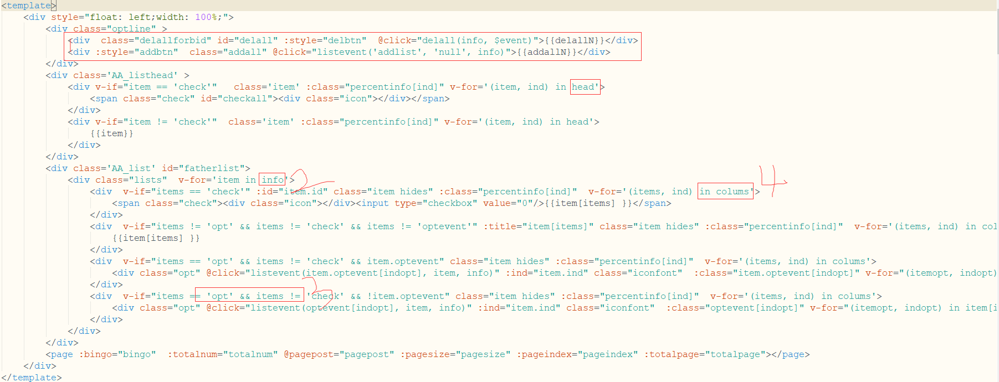 <template>
<div style="float: left;width: 100%;">
<div class="optline" >
<div  class="delallforbid" id="delall" :style="delbtn"  @click="delall(info, $event)">{{delallN}}</div>
<div :style="addbtn"  class="addall" @click="listevent('addlist', 'null', info)">{{addallN}}</div>
</div>
<div class='AA_listhead' >
<div v-if="item == 'check'"   class='item' :class="percentinfo[ind]" v-for='(item, ind) in head'>
<span class="check" id="checkall"><div class="icon"></div></span>
</div>
<div v-if="item != 'check'"  class='item' :class="percentinfo[ind]" v-for='(item, ind) in head'>
{{item}}
</div>
</div>
<div class='AA_list' id="fatherlist">
<div class="lists"  v-for='item in info'> 2
<div  v-if="items == 'check'" :id="item.id" class="item hides" :class="percentinfo[ind]"  v-for='(items, ind) in colums'> 4
<span class="check"><div class="icon"></div><input type="checkbox" value="0"/>{{item[items] }}</span>
</div>
<div  v-if="items != 'opt' && items != 'check' && items != 'optevent'" :title="item[items]" class="item hides" :class="percentinfo[ind]"  v-for='(items, ind) in col
{{item[items] }}
</div>
<div  v-if="items == 'opt' && items != 'check' && item.optevent" class="item hides" :class="percentinfo[ind]"  v-for='(items, ind) in colums'>
<div class="opt" @click="listevent(item.optevent[indopt], item, info)" :ind="item.ind" class="iconfont"  :class="item.optevent[indopt]" v-for="(itemopt, indopt)
</div>
<div  v-if="items == 'opt' && items != 'check' && !item.optevent" class="item hides" :class="percentinfo[ind]"  v-for='(items, ind) in colums'>
3
<div class="opt" @click="listevent(optevent[indopt], item, info)" :ind="item.ind" class="iconfont"  :class="optevent[indopt]" v-for="(itemopt, indopt) in item[i
</div>
</div>
</div>
<page :bingo="bingo"  :totalnum="totalnum" @pagepost="pagepost" :pagesize="pagesize" :pageindex="pageindex" :totalpage="totalpage"></page>
</div>
</template>